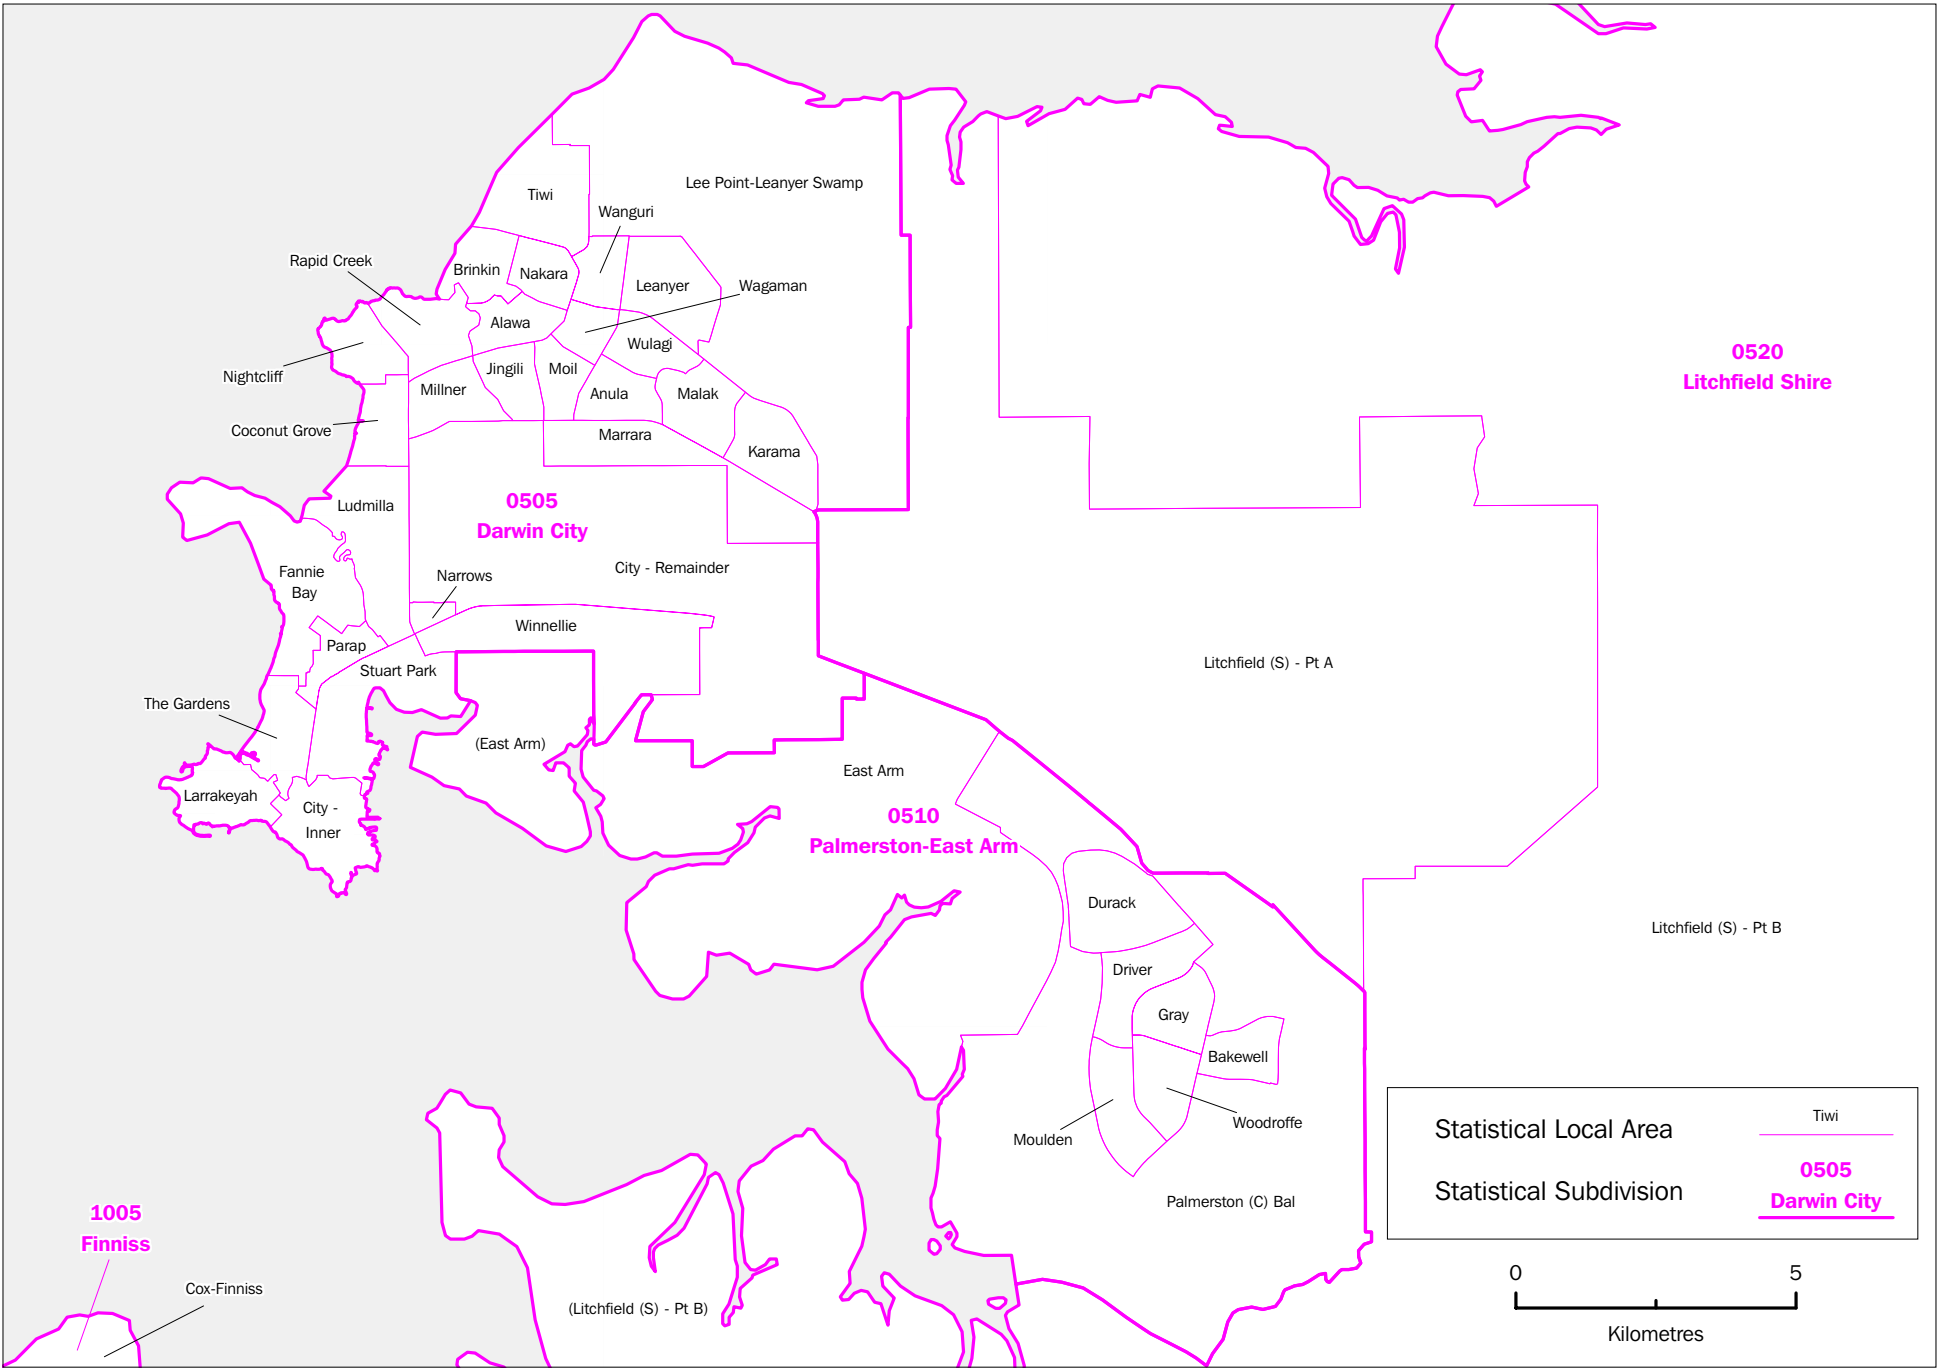 Tiwi
Lee Point-Leanyer Swamp
Wanguri
Rapid Creek
Brinkin
Nakara
Leanyer
Wagaman
Alawa
Wulagi
0520
Litchfield Shire
Nightcliff
Jingili
Moil
Millner
Anula
Malak
Coconut Grove
Marrara
Karama
Ludmilla
0505
Darwin City
Fannie
Bay
Narrows
City - Remainder
Winnellie
Parap
Stuart Park
Litchfield (S) - Pt A
The Gardens
(East Arm)
East Arm
Larrakeyah
City -
Inner
0510
Palmerston-East Arm
Durack
Litchfield (S) - Pt B
Driver
Gray
Bakewell
Woodroffe
Moulden
Palmerston (C) Bal
Statistical Local Area
Tiwi
Statistical Subdivision
0505
Darwin City
1005
Finniss
Cox-Finniss
(Litchfield (S) - Pt B)
0 5
Kilometres